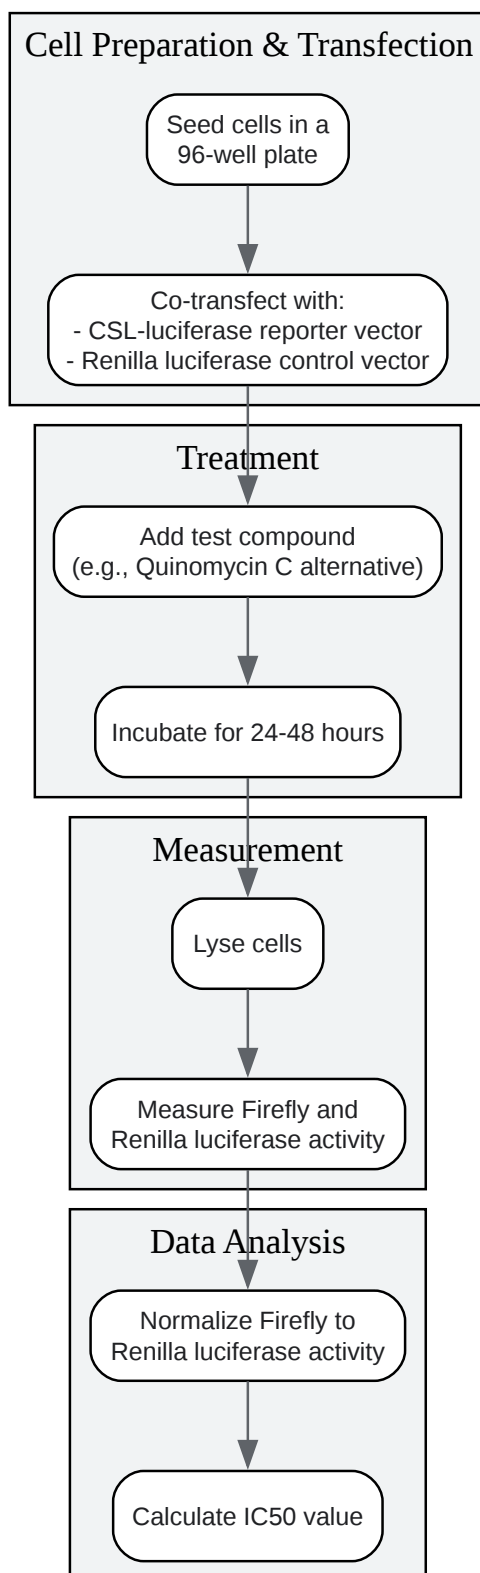 Cell Preparation & Transfection
Seed cells in a
96-well plate
Co-transfect with:
- CSL-luciferase reporter vector
- Renilla luciferase control vector
Treatment
Add test compound
(e.g., Quinomycin C alternative)
Incubate for 24-48 hours
Measurement
Lyse cells
Measure Firefly and
Renilla luciferase activity
Data Analysis
Normalize Firefly to
Renilla luciferase activity
Calculate IC50 value